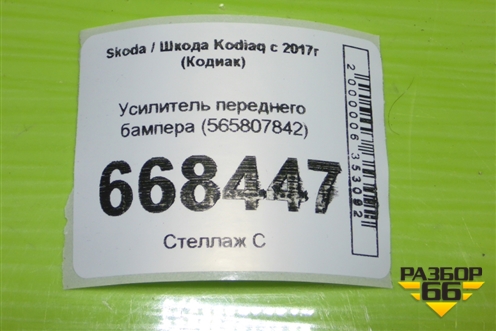 Skoda / Шкода Kodiaq с 2017г
(Кодиак)
Усилитель переднего
бампера (565807842)
668447
Стеллаж С
2000006353092
РАЗБОР
66